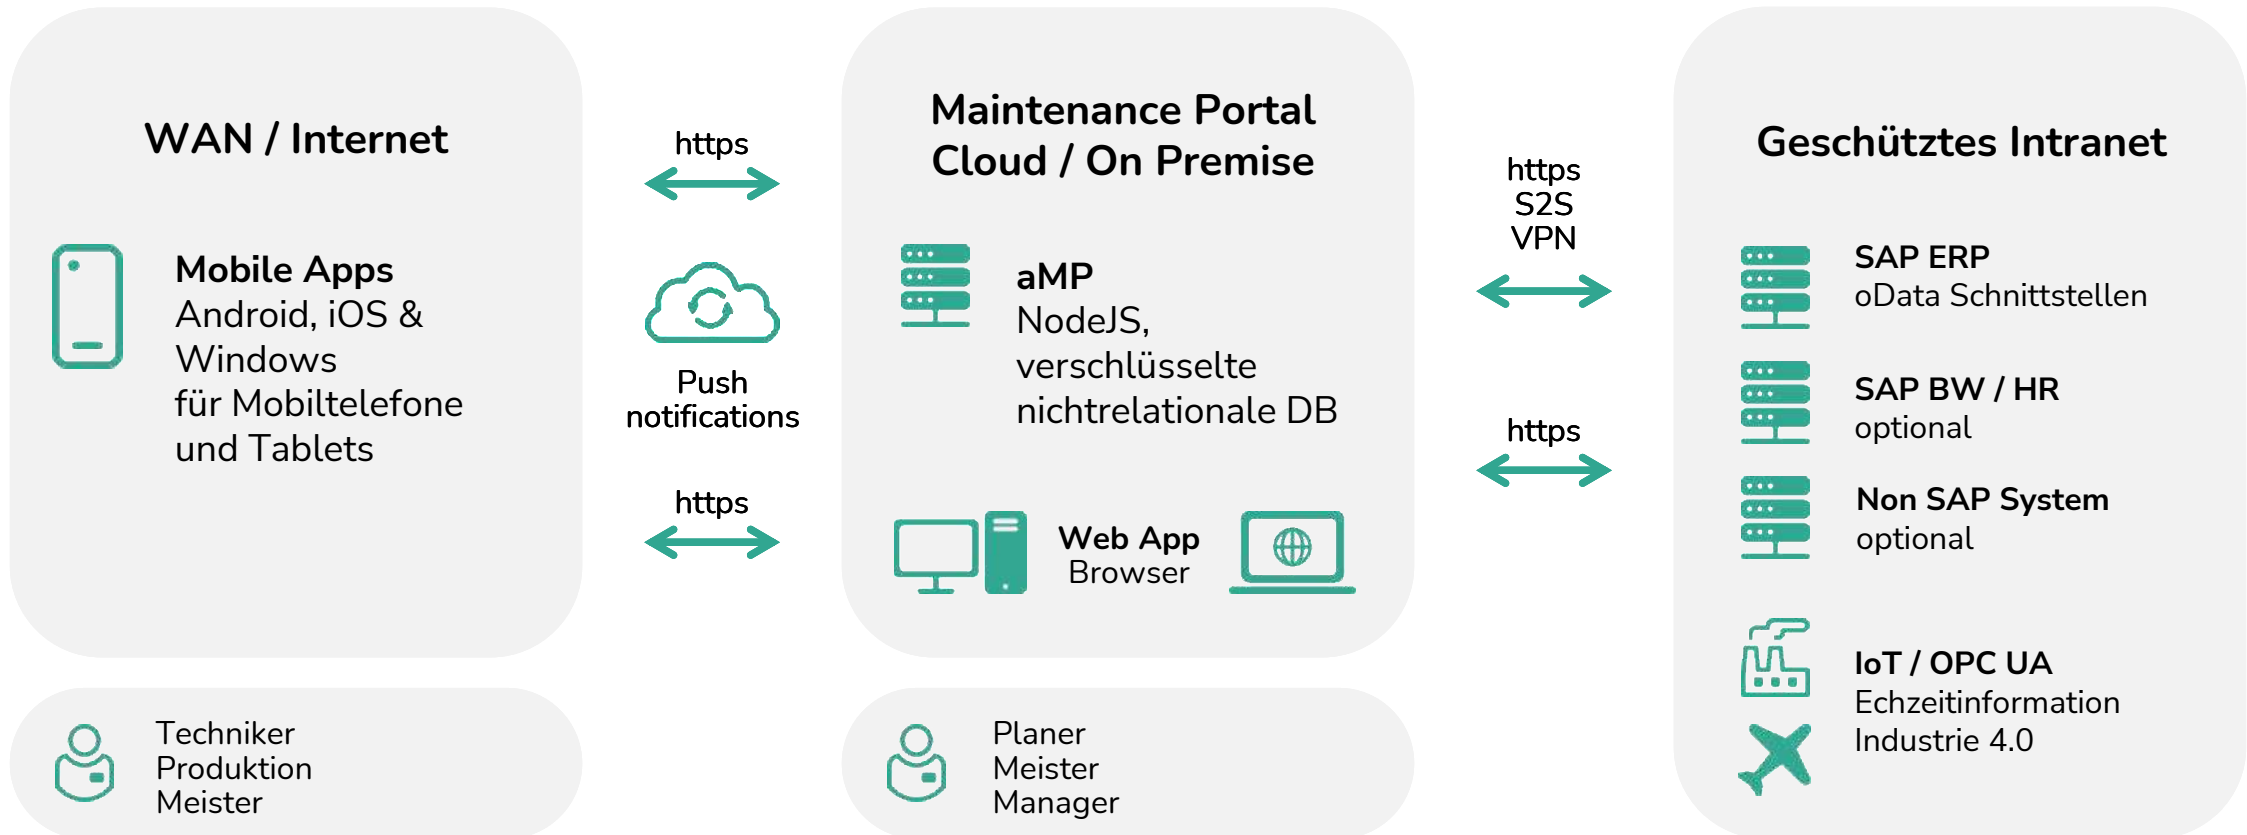 WAN / Internet
Mobile Apps
Android, iOS &
Windows
für Mobiltelefone
und Tablets
Techniker
Produktion
Meister
https
Push
notifications
https
Maintenance Portal
Cloud / On Premise
aMP
NodeJS,
verschlüsselte
nichtrelationale DB
Web App
Browser
Planer
Meister
Manager
https
S2S
VPN
https
Geschütztes Intranet
SAP ERP
oData Schnittstellen
SAP BW / HR
optional
Non SAP System
optional
IoT / OPC UA
Echzeitinformation
Industrie 4.0